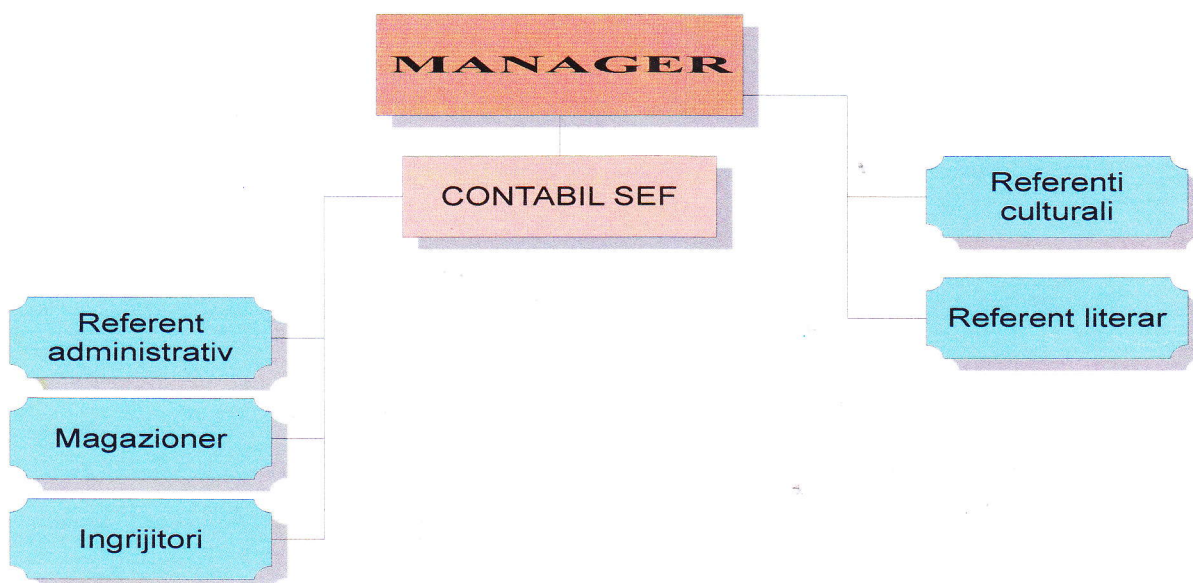 MANAGER
CONTABIL SEF
Referenti
culturali
Referent literar
Referent
administrativ
Magazioner
Ingrijitori